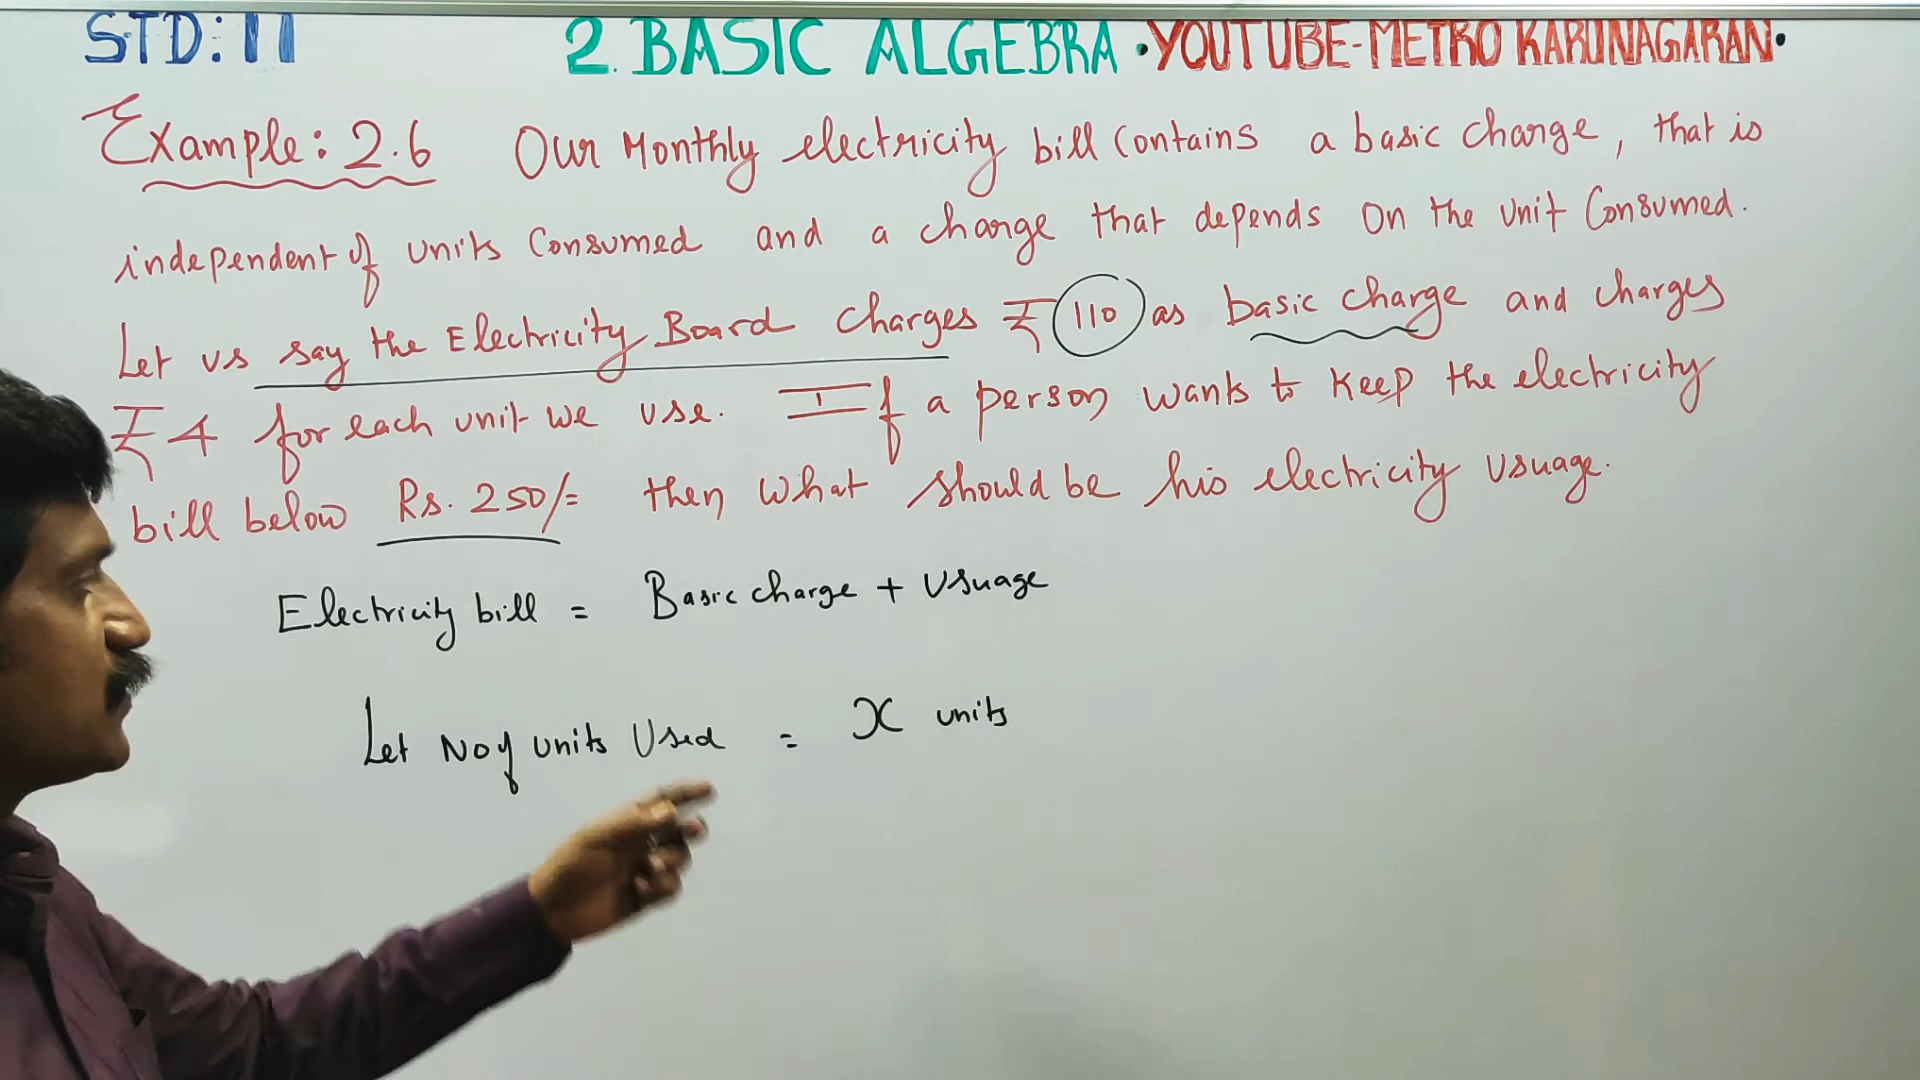 STD: 11 2. BASIC ALGEBRA • YOUTUBE-METRO KARUNAGARAN•
Example: 2.6 Our Monthly electricity bill Contains a basic charge, that is
independent of units Consumed and a charge that depends on the unit Consumed.
Let us say the Electricity Board charges ₹ 110 as basic charge and charges
₹ 4 for each unit we use. If a person wants to keep the electricity
bill below Rs. 250/= then what should be his electricity usuage.
Electricity bill = Basic charge + Usuage
Let No of units Used = x units